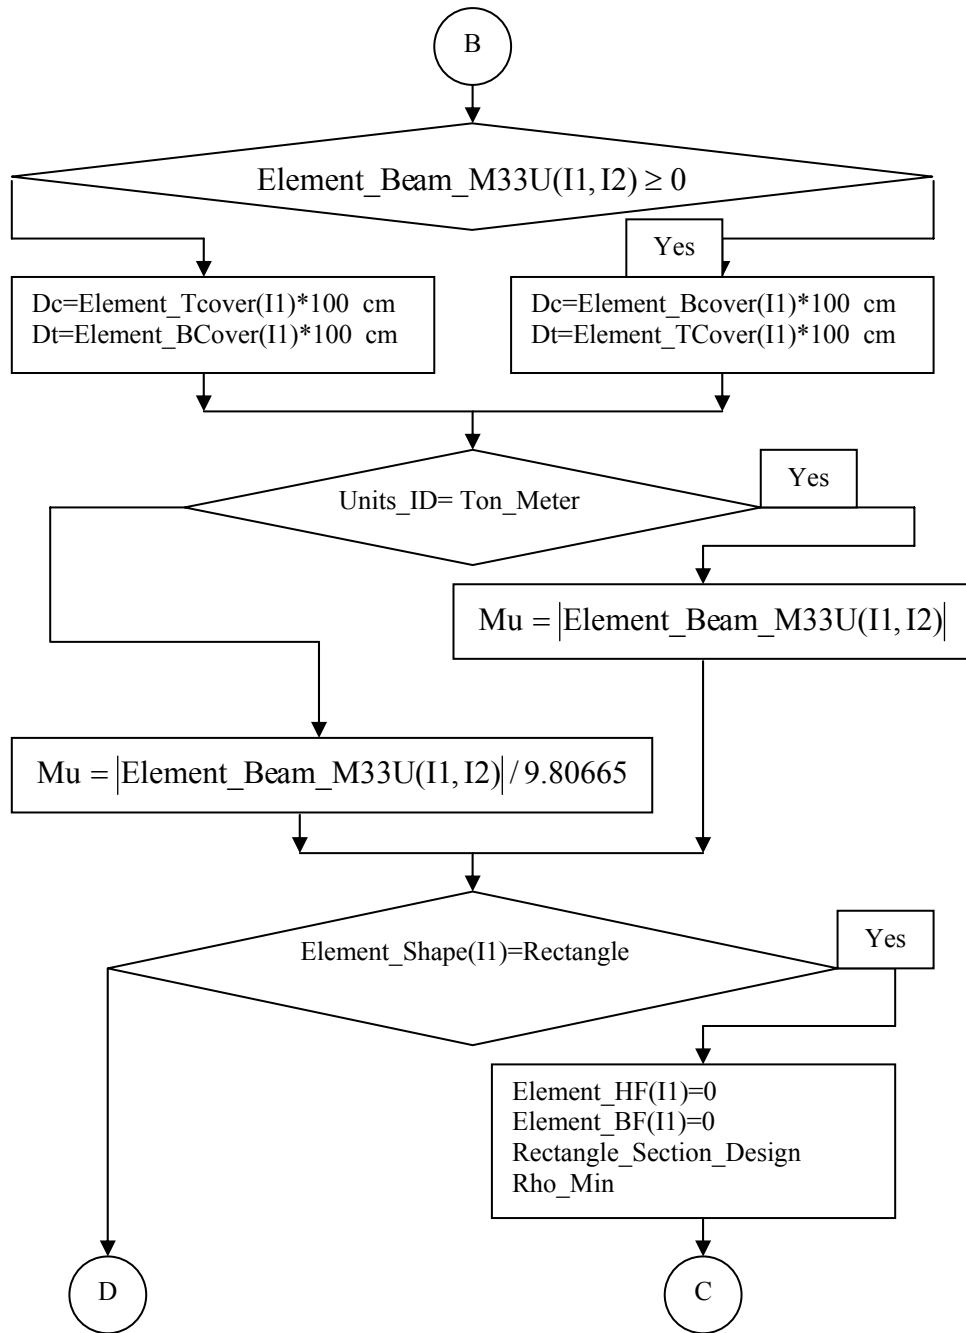 B
Element_Beam_M33U(I1, I2) ≥ 0
Yes
Dc=Element_Tcover(I1)*100 cm
Dt=Element_BCover(I1)*100 cm
Dc=Element_Bcover(I1)*100 cm
Dt=Element_TCover(I1)*100 cm
Units_ID= Ton_Meter
Yes
Mu = |Element_Beam_M33U(I1, I2)|
Mu = |Element_Beam_M33U(I1, I2)| / 9.80665
Element_Shape(I1)=Rectangle
Yes
Element_HF(I1)=0
Element_BF(I1)=0
Rectangle_Section_Design
Rho_Min
D
C